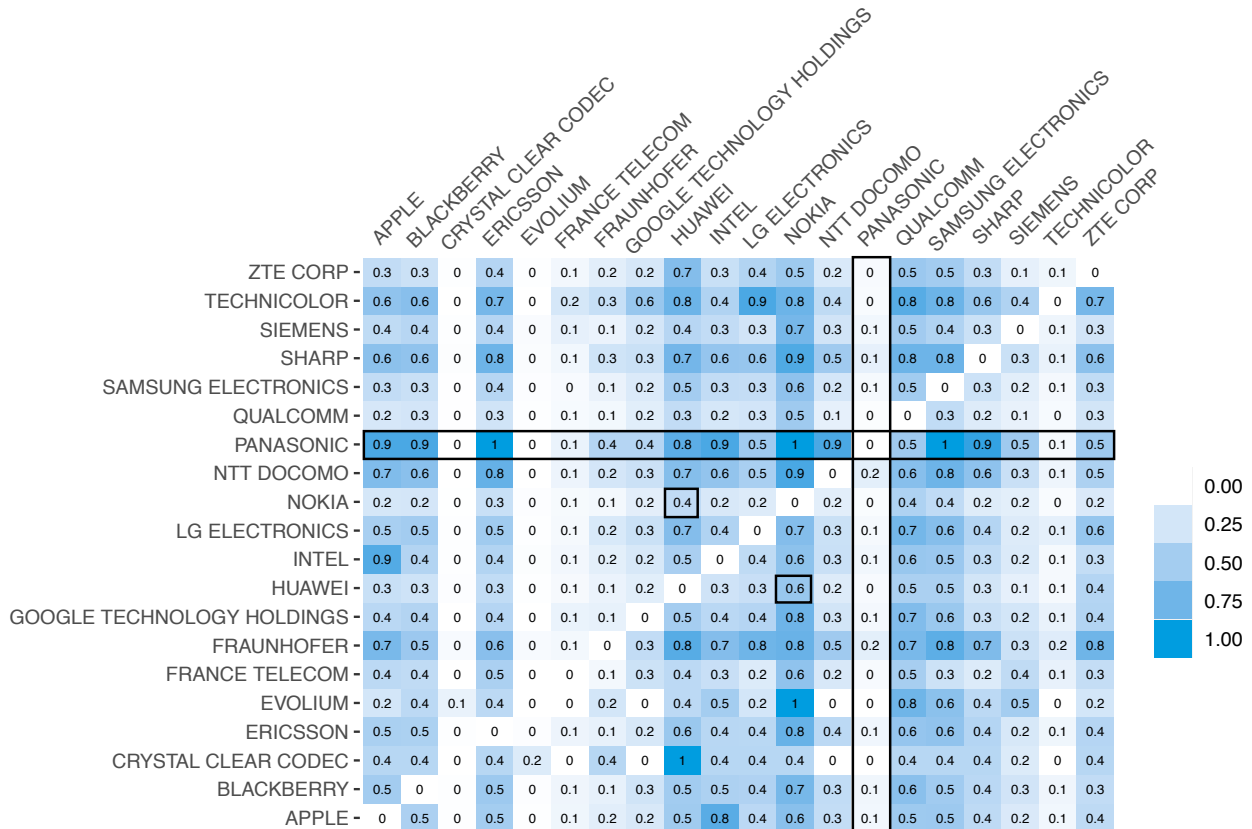 APPLE
BLACKBERRY
CRYSTAL CLEAR CODEC
ERICSSON
EVOLIUM
FRANCE TELECOM
FRAUNHOFER
GOOGLE TECHNOLOGY HOLDINGS
HUAWEI
INTEL
LG ELECTRONICS
NOKIA
NTT DOCOMO
PANASONIC
QUALCOMM
SAMSUNG ELECTRONICS
SHARP
SIEMENS
TECHNICOLOR
ZTE CORP
ZTE CORP 0.3 0.3 0 0.4 0 0.1 0.2 0.2 0.7 0.3 0.4 0.5 0.2 0 0.5 0.5 0.3 0.1 0.1 0
TECHNICOLOR 0.6 0.6 0 0.7 0 0.2 0.3 0.6 0.8 0.4 0.9 0.8 0.4 0 0.8 0.8 0.6 0.4 0 0.7
SIEMENS 0.4 0.4 0 0.4 0 0.1 0.1 0.2 0.4 0.3 0.3 0.7 0.3 0.1 0.5 0.4 0.3 0 0.1 0.3
SHARP 0.6 0.6 0 0.8 0 0.1 0.3 0.3 0.7 0.6 0.6 0.9 0.5 0.1 0.8 0.8 0 0.3 0.1 0.6
SAMSUNG ELECTRONICS 0.3 0.3 0 0.4 0 0 0.1 0.2 0.5 0.3 0.3 0.6 0.2 0.1 0.5 0 0.3 0.2 0.1 0.3
QUALCOMM 0.2 0.3 0 0.3 0 0.1 0.1 0.2 0.3 0.2 0.3 0.5 0.1 0 0 0.3 0.2 0.1 0 0.3
PANASONIC 0.9 0.9 0 1 0 0.1 0.4 0.4 0.8 0.9 0.5 1 0.9 0 0.5 1 0.9 0.5 0.1 0.5
NTT DOCOMO 0.7 0.6 0 0.8 0 0.1 0.2 0.3 0.7 0.6 0.5 0.9 0 0.2 0.6 0.8 0.6 0.3 0.1 0.5
NOKIA 0.2 0.2 0 0.3 0 0.1 0.1 0.2 0.4 0.2 0.2 0 0.2 0 0.4 0.4 0.2 0.2 0 0.2
LG ELECTRONICS 0.5 0.5 0 0.5 0 0.1 0.2 0.3 0.7 0.4 0 0.7 0.3 0.1 0.7 0.6 0.4 0.2 0.1 0.6
INTEL 0.9 0.4 0 0.4 0 0.1 0.2 0.2 0.5 0 0.4 0.6 0.3 0.1 0.6 0.5 0.3 0.2 0.1 0.3
HUAWEI 0.3 0.3 0 0.3 0 0.1 0.1 0.2 0 0.3 0.3 0.6 0.2 0 0.5 0.5 0.3 0.1 0.1 0.4
GOOGLE TECHNOLOGY HOLDINGS 0.4 0.4 0 0.4 0 0.1 0.1 0 0.5 0.4 0.4 0.8 0.3 0.1 0.7 0.6 0.3 0.2 0.1 0.4
FRAUNHOFER 0.7 0.5 0 0.6 0 0.1 0 0.3 0.8 0.7 0.8 0.8 0.5 0.2 0.7 0.8 0.7 0.3 0.2 0.8
FRANCE TELECOM 0.4 0.4 0 0.5 0 0 0.1 0.3 0.4 0.3 0.2 0.6 0.2 0 0.5 0.3 0.2 0.4 0.1 0.3
EVOLIUM 0.2 0.4 0.1 0.4 0 0 0.2 0 0.4 0.5 0.2 1 0 0 0.8 0.6 0.4 0.5 0 0.2
ERICSSON 0.5 0.5 0 0 0 0.1 0.1 0.2 0.6 0.4 0.4 0.8 0.4 0.1 0.6 0.6 0.4 0.2 0.1 0.4
CRYSTAL CLEAR CODEC 0.4 0.4 0 0.4 0.2 0 0.4 0 1 0.4 0.4 0.4 0 0 0.4 0.4 0.4 0.2 0 0.4
BLACKBERRY 0.5 0 0 0.5 0 0.1 0.1 0.3 0.5 0.5 0.4 0.7 0.3 0.1 0.6 0.5 0.4 0.2 0.1 0.3
APPLE 0 0.5 0 0.5 0 0.1 0.2 0.2 0.5 0.8 0.4 0.6 0.3 0.1 0.5 0.5 0.4 0.2 0.1 0.4
0.00
0.25
0.50
0.75
1.00